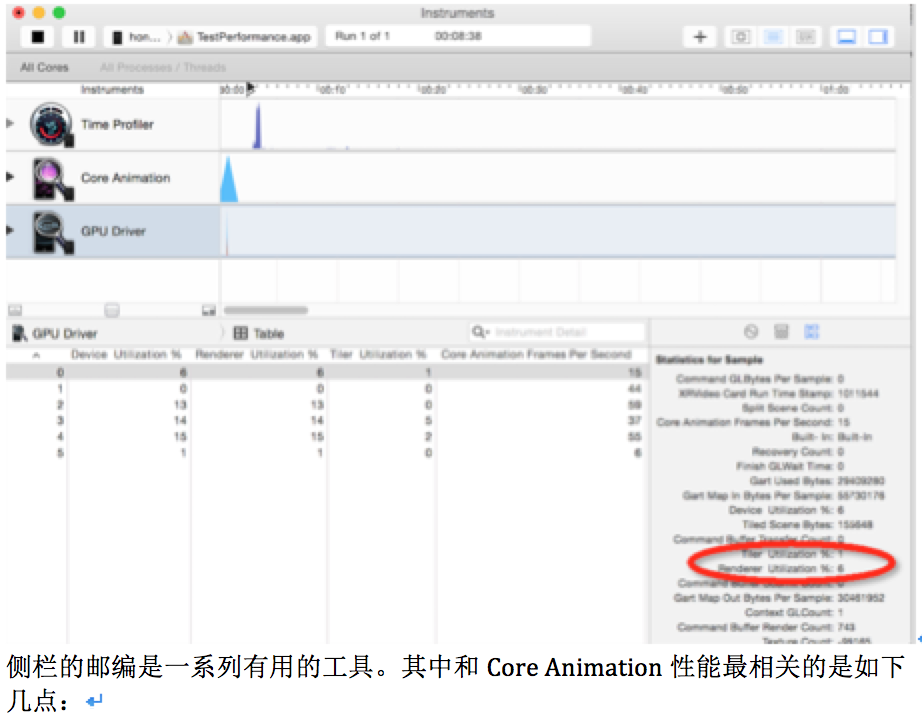 Instruments
hon... 〉 TestPerformance.app
Run 1 of 1 00:08:38
All Cores All Processes / Threads
Instruments 00:00 00:10 00:20 00:30 00:40 00:50 01:00
Time Profiler
Core Animation
GPU Driver
GPU Driver 〉 Table
Instrument Detail
Device Utilization % Renderer Utilization % Tiler Utilization % Core Animation Frames Per Second
0 6 6 1 15
1 0 0 0 44
2 13 13 0 59
3 14 14 5 37
4 15 15 2 55
5 1 1 0 6
Statistics for Sample
Command GLBytes Per Sample: 0
XRVideo Card Run Time Stamp: 1011544
Split Scene Count: 0
Core Animation Frames Per Second: 15
Built- In: Built-In
Recovery Count: 0
Finish GLWait Time: 0
Gart Used Bytes: 29409280
Gart Map In Bytes Per Sample: 55730176
Device Utilization %: 6
Tiled Scene Bytes: 155648
Command Buffer Transfer Count: 0
Tiler Utilization %: 1
Renderer Utilization %: 6
Gart Map Out Bytes Per Sample: 30461952
Context GLCount: 1
Command Buffer Render Count: 743
侧栏的邮编是一系列有用的工具。其中和 Core Animation 性能最相关的是如下
几点：